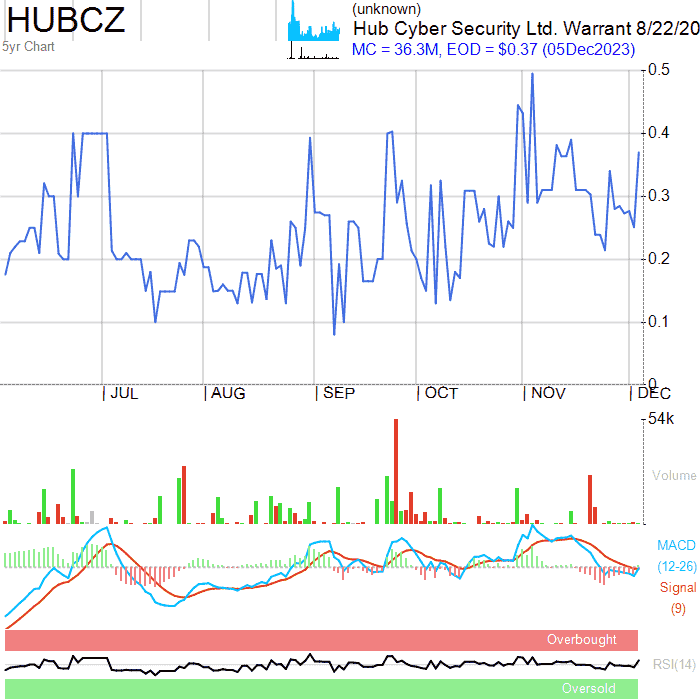 HUBCZ
5yr Chart
(unknown)
Hub Cyber Security Ltd. Warrant 8/22/20
MC = 36.3M, EOD = $0.37 (05Dec2023)
0.5
0.4
0.3
0.2
0.1
0
JUL
AUG
SEP
OCT
NOV
DEC
54k
Volume
MACD
(12-26)
Signal
(9)
Overbought
RSI(14)
Oversold